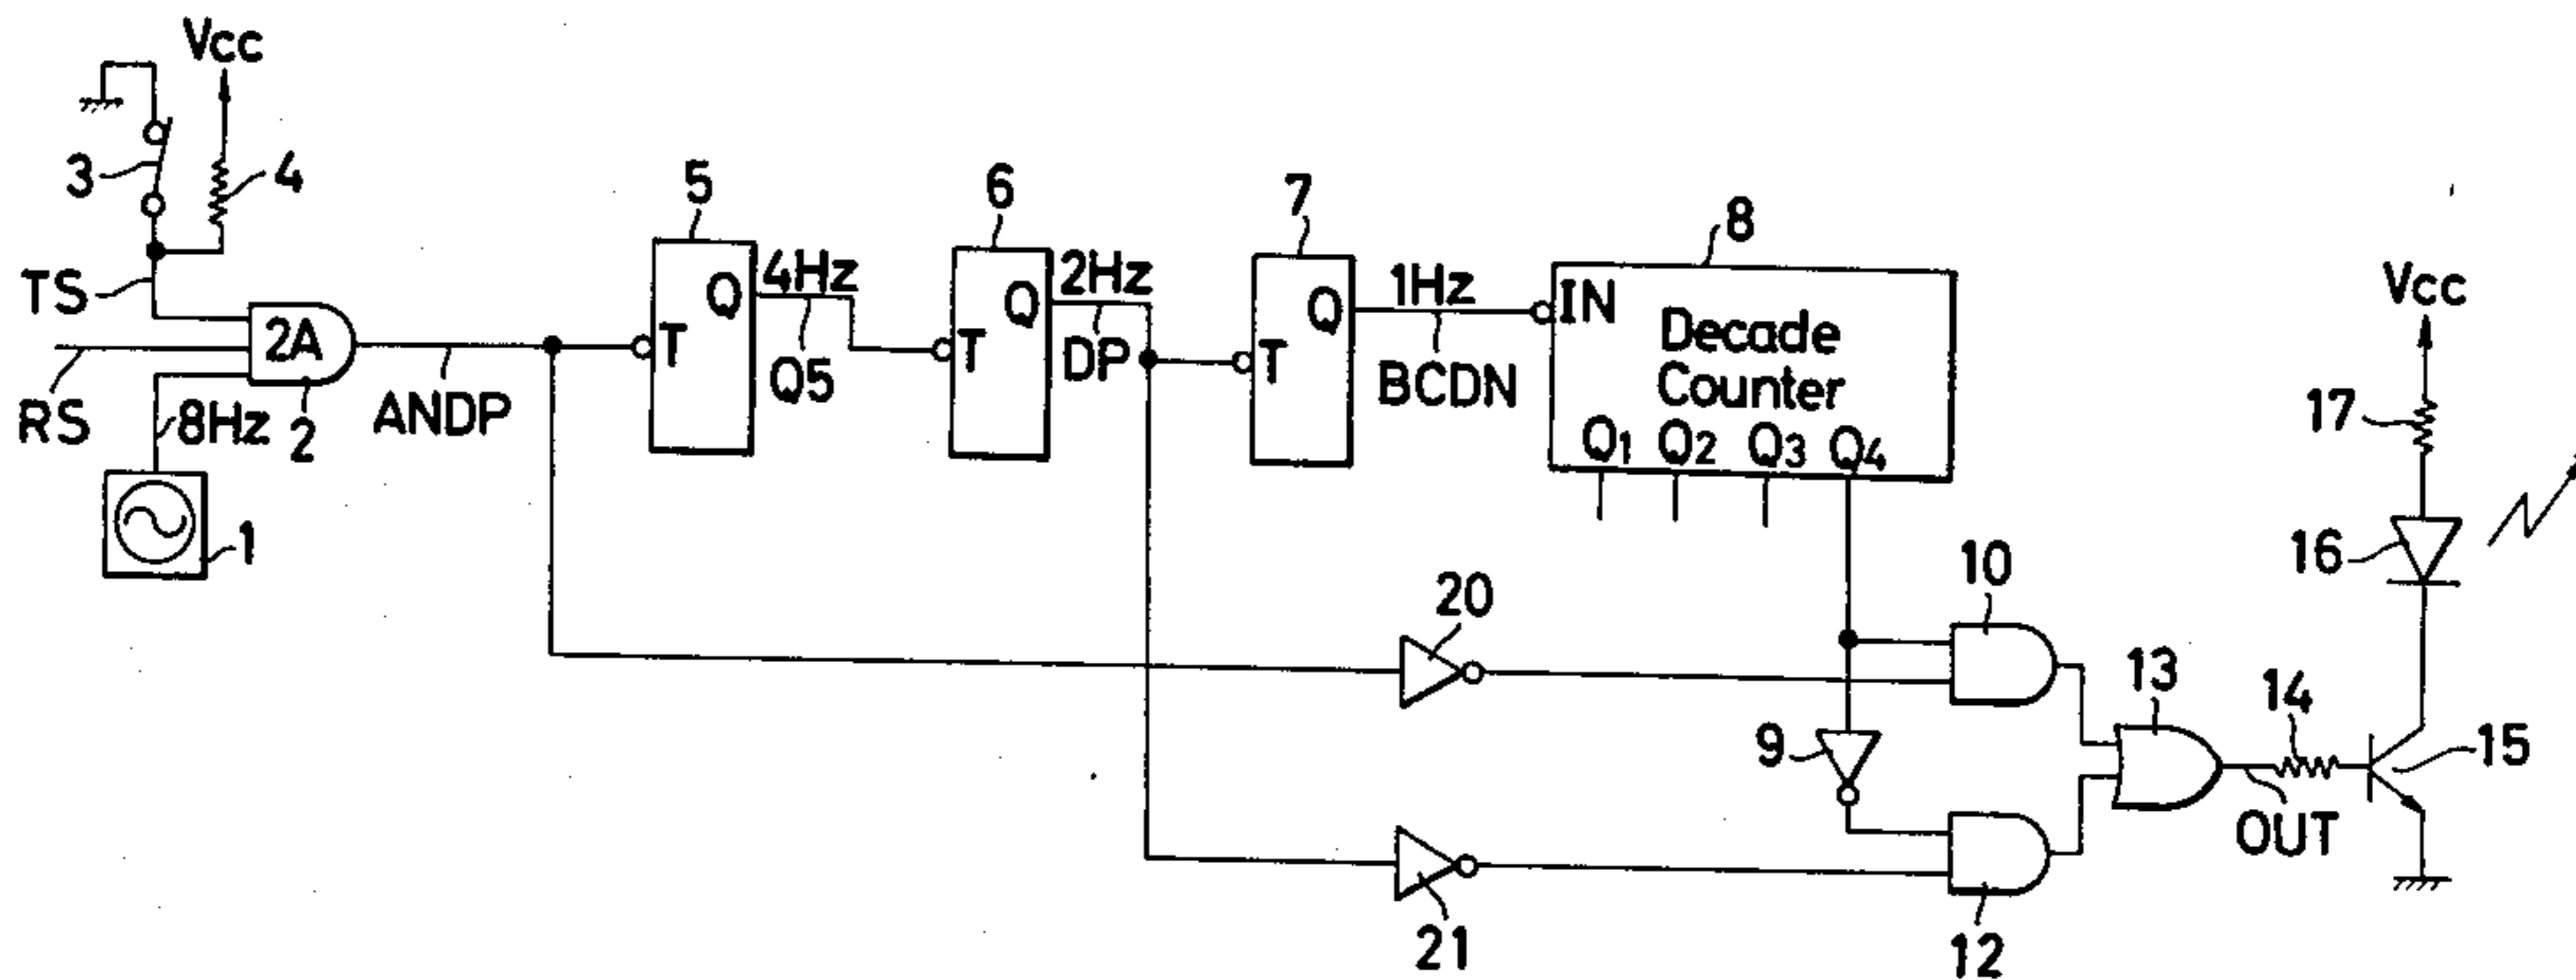 Vcc
3
4
TS
2A
RS
8Hz
2
ANDP
1
5
Q
T
4Hz
Q5
6
Q
T
2Hz
DP
7
Q
T
1Hz
BCDN
8
IN
Decade
Counter
Q1 Q2 Q3 Q4
Vcc
17
16
10
20
13
14
9
15
OUT
21
12